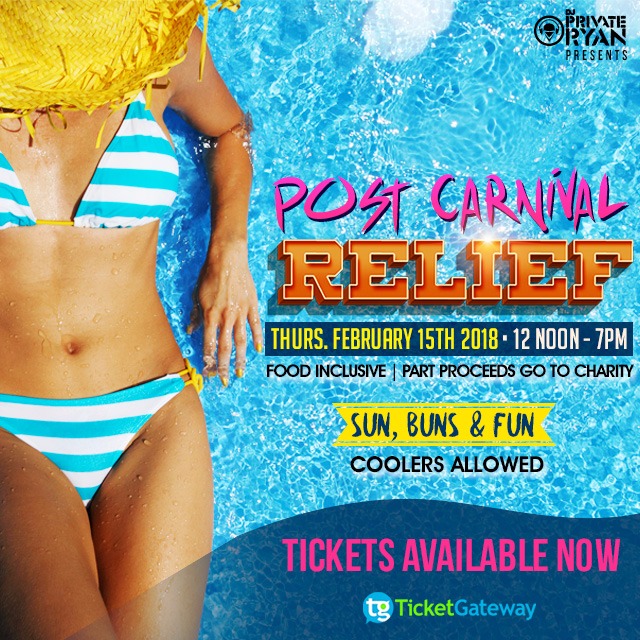 DJ
PRIVATE
RYAN
PRESENTS
POST CARNIVAL
RELIEF
THURS. FEBRUARY 15TH 2018 • 12 NOON - 7PM
FOOD INCLUSIVE | PART PROCEEDS GO TO CHARITY
SUN, BUNS & FUN
COOLERS ALLOWED
TICKETS AVAILABLE NOW
tg TicketGateway